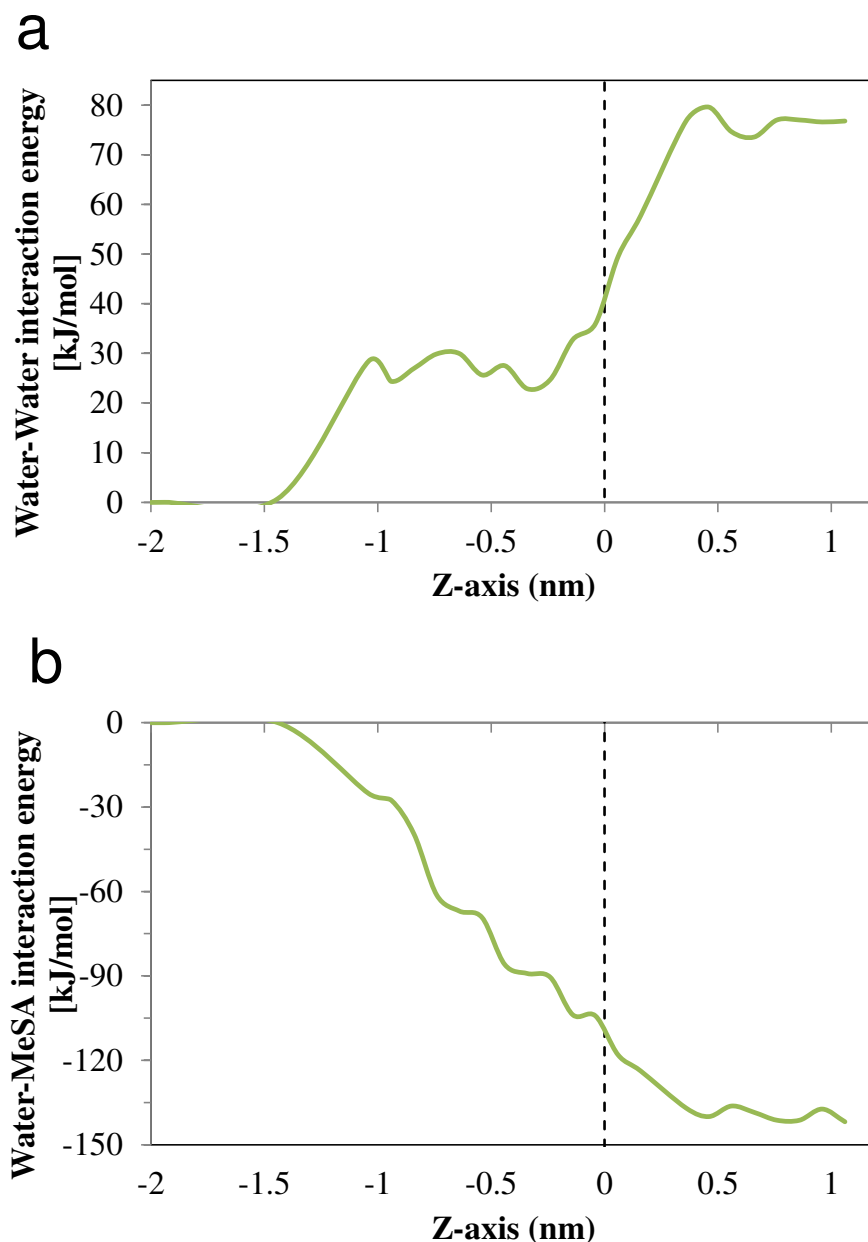 a
Water-Water interaction energy
[kJ/mol]
80
70
60
50
40
30
20
10
0
-2 -1.5 -1 -0.5 0 0.5 1
Z-axis (nm)
b
Water-MeSA interaction energy
[kJ/mol]
0
-30
-60
-90
-120
-150
-2 -1.5 -1 -0.5 0 0.5 1
Z-axis (nm)